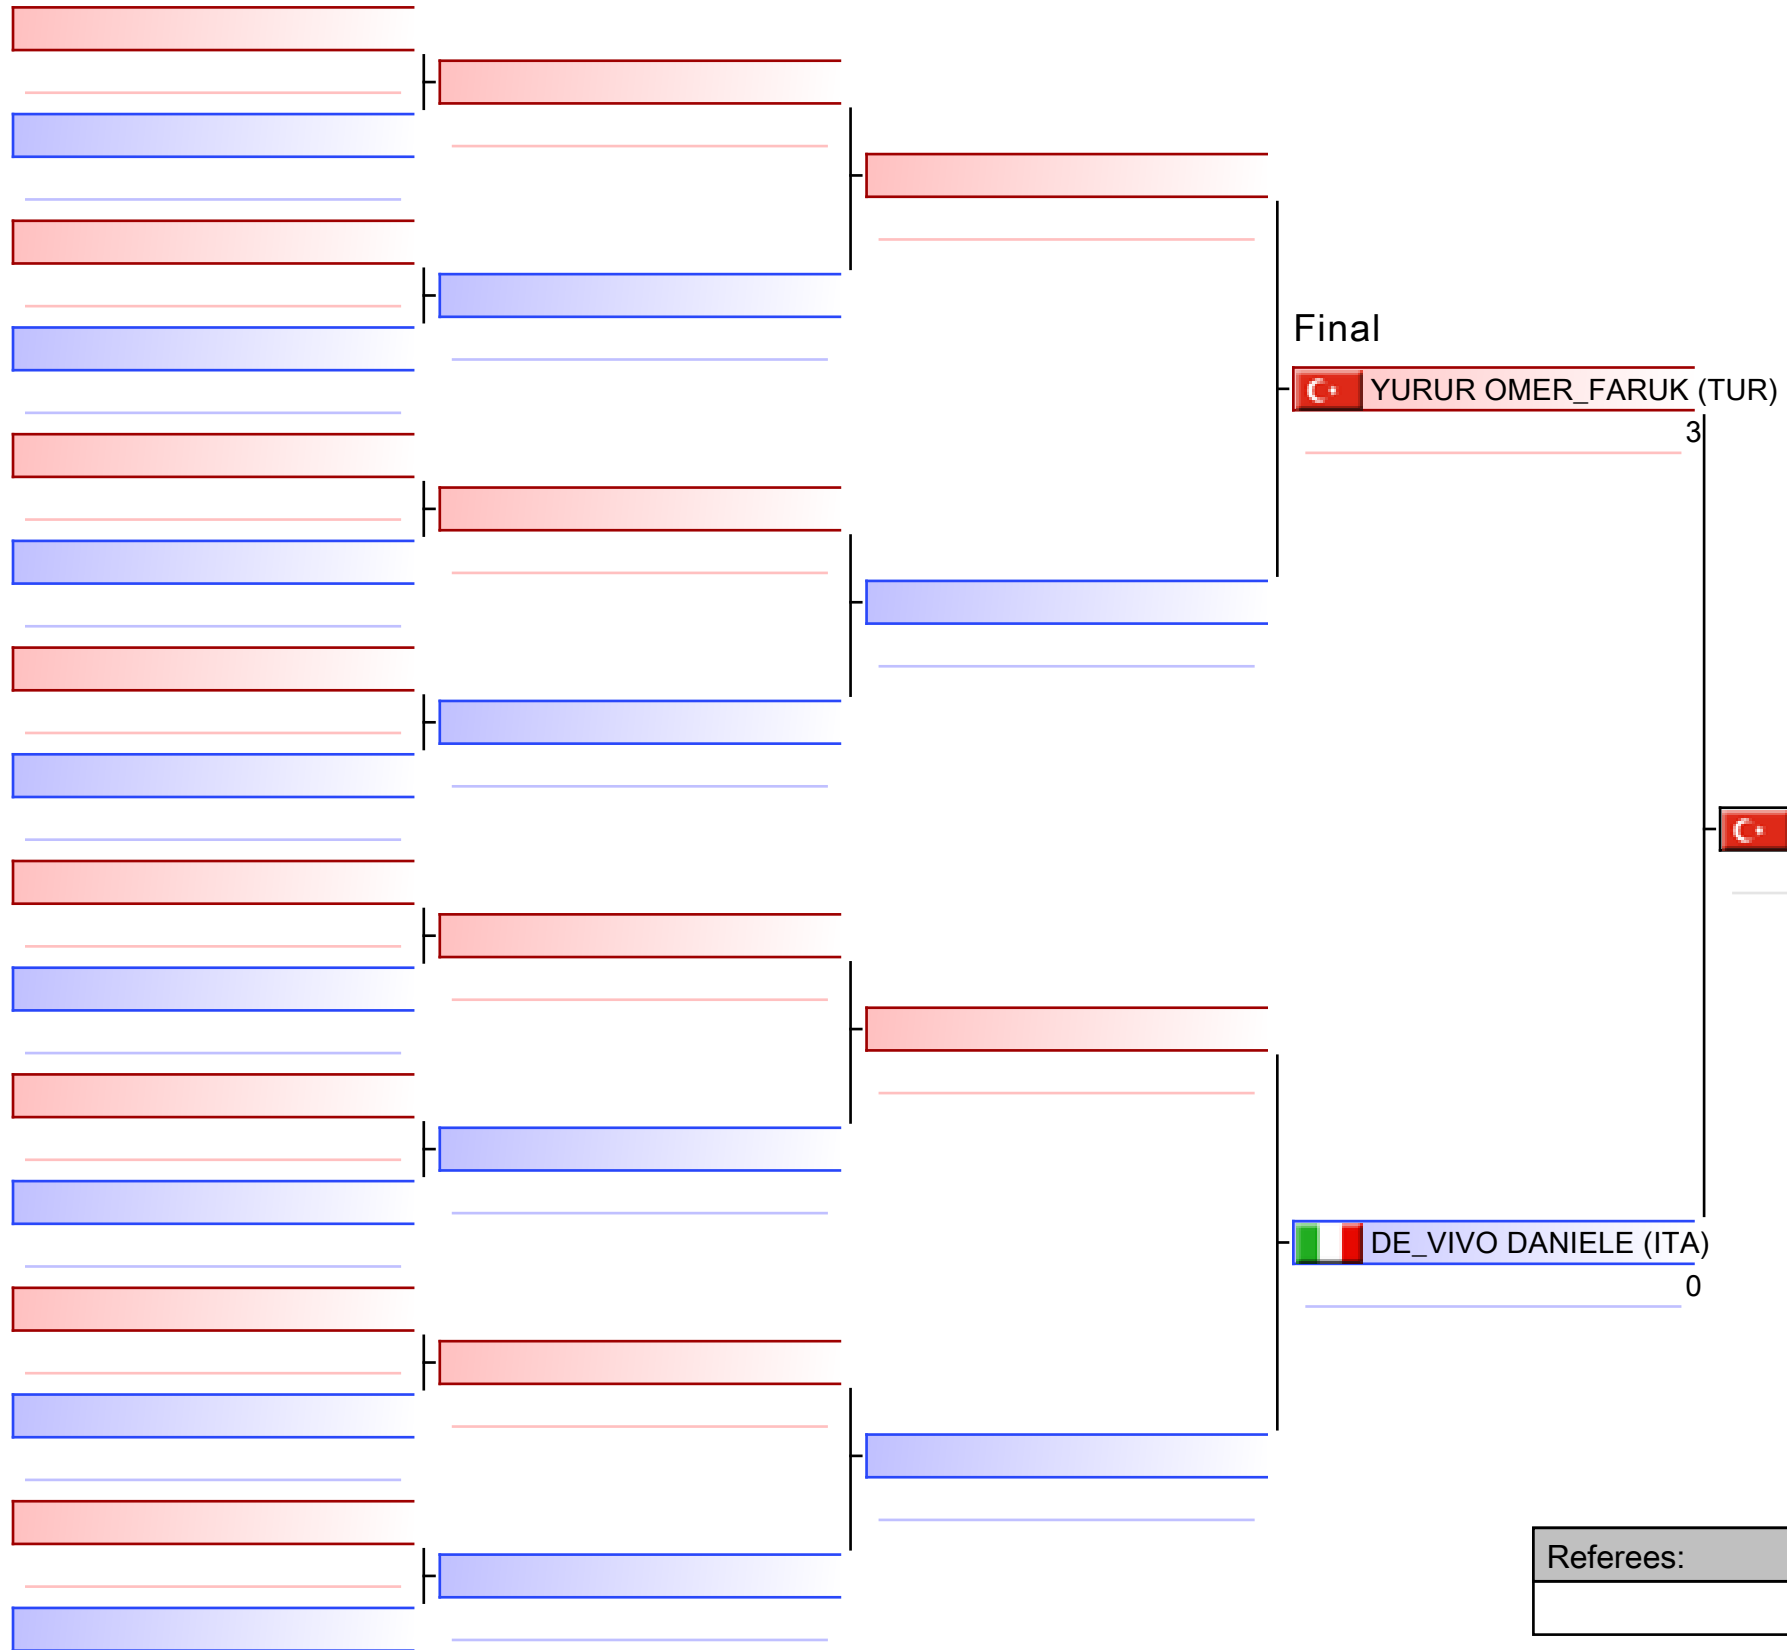 Final
YURUR OMER_FARUK (TUR)
3
DE_VIVO DANIELE (ITA)
0
Referees: